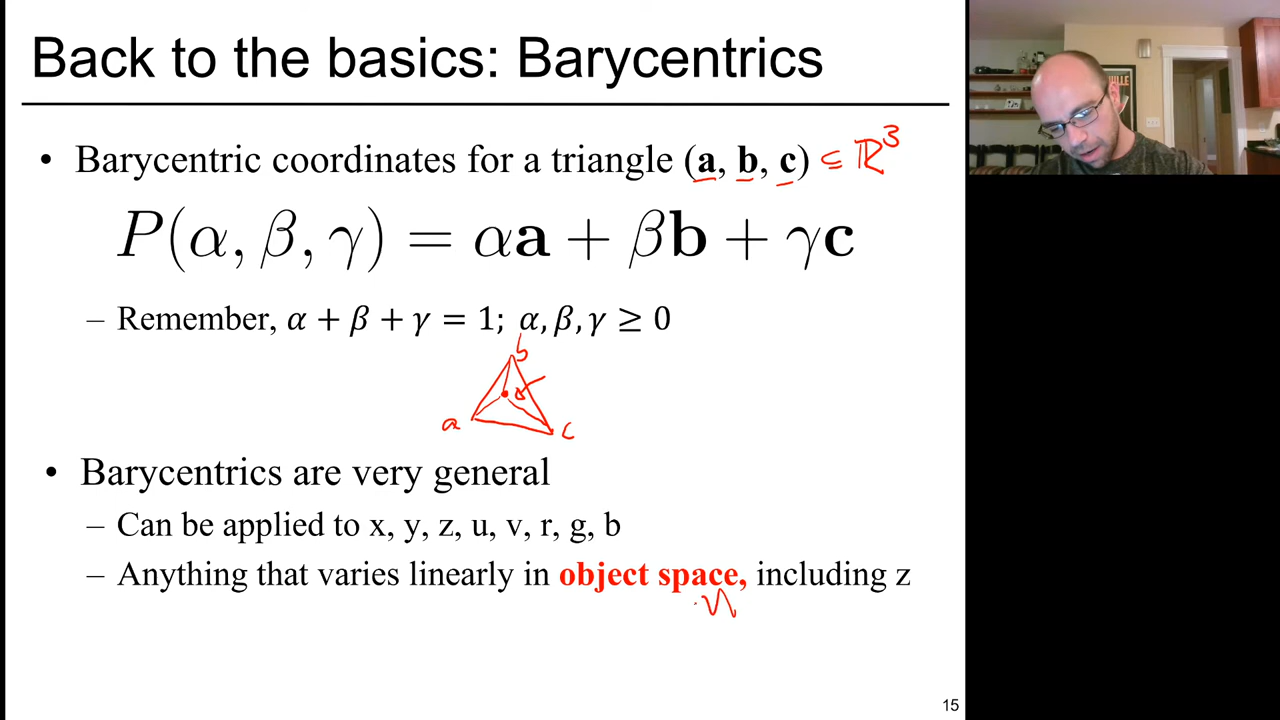 Back to the basics: Barycentrics
• Barycentric coordinates for a triangle (a, b, c) ⊆ ℝ³
P(α, β, γ) = αa + βb + γc
– Remember, α + β + γ = 1; α, β, γ ≥ 0
b
a
c
• Barycentrics are very general
– Can be applied to x, y, z, u, v, r, g, b
– Anything that varies linearly in object space, including z
15